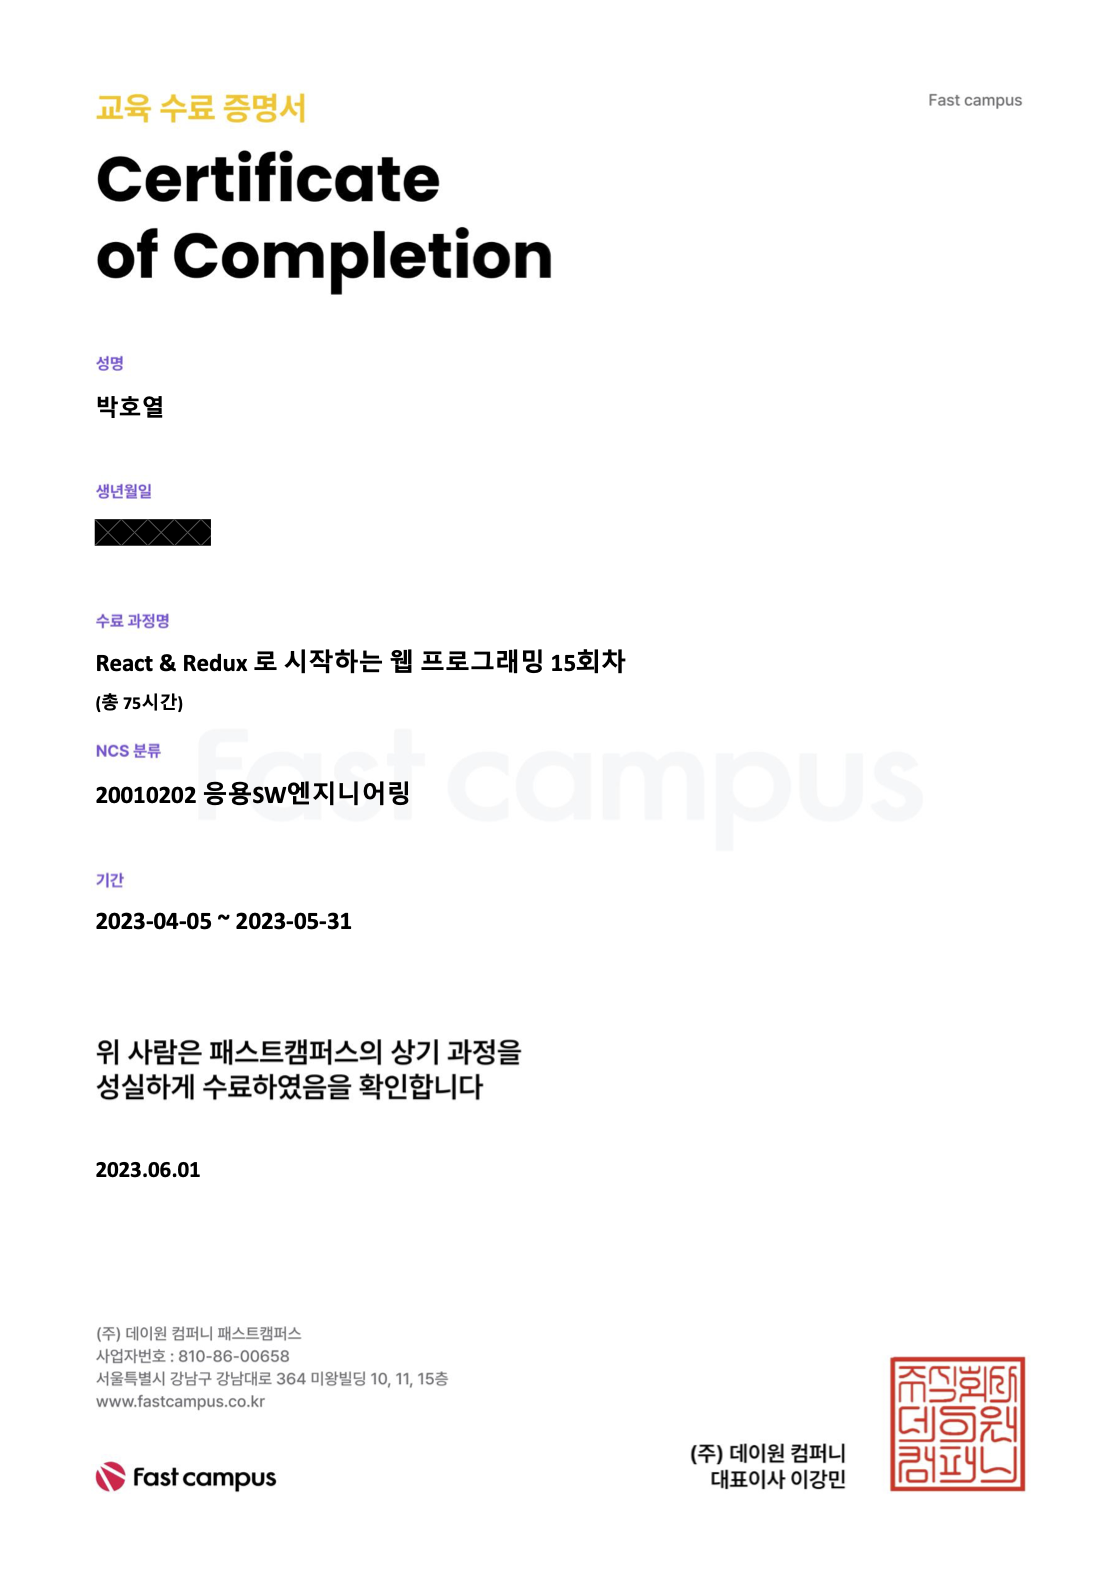 교육 수료 증명서
Fast campus
Certificate
of Completion
성명
박호열
생년월일
수료 과정명
React & Redux 로 시작하는 웹 프로그래밍 15회차
(총 75시간)
fast campus
NCS 분류
20010202 응용SW엔지니어링
기간
2023-04-05 ~ 2023-05-31
위 사람은 패스트캠퍼스의 상기 과정을
성실하게 수료하였음을 확인합니다
2023.06.01
(주) 데이원 컴퍼니 패스트캠퍼스
사업자번호 : 810-86-00658
서울특별시 강남구 강남대로 364 미왕빌딩 10, 11, 15층
www.fastcampus.co.kr
fast campus
(주) 데이원 컴퍼니
대표이사 이강민
주식회사
데이원
컴퍼니